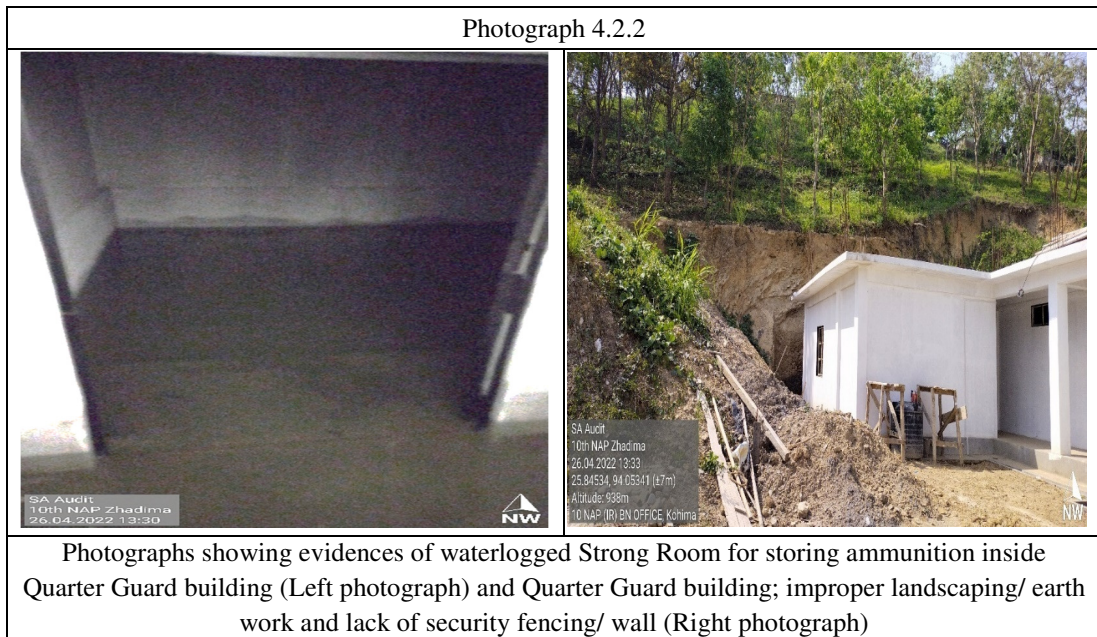 Photograph 4.2.2
SA Audit
10th NAP Zhadima
26.04.2022 13:30
NW
SA Audit
10th NAP Zhadima
26.04.2022 13:33
25.84534, 94.05341 (±7m)
Altitude: 938m
10 NAP (IR) BN OFFICE, Kohima
NW
Photographs showing evidences of waterlogged Strong Room for storing ammunition inside
Quarter Guard building (Left photograph) and Quarter Guard building; improper landscaping/ earth
work and lack of security fencing/ wall (Right photograph)